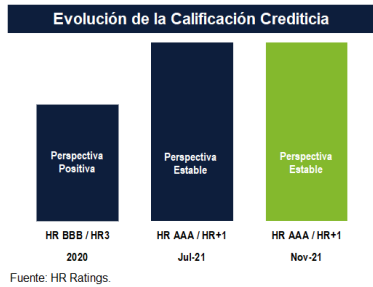 Evolución de la Calificación Crediticia
Perspectiva
Positiva
Perspectiva
Estable
Perspectiva
Estable
HR BBB / HR3
HR AAA / HR+1
HR AAA / HR+1
2020
Jul-21
Nov-21
Fuente: HR Ratings.